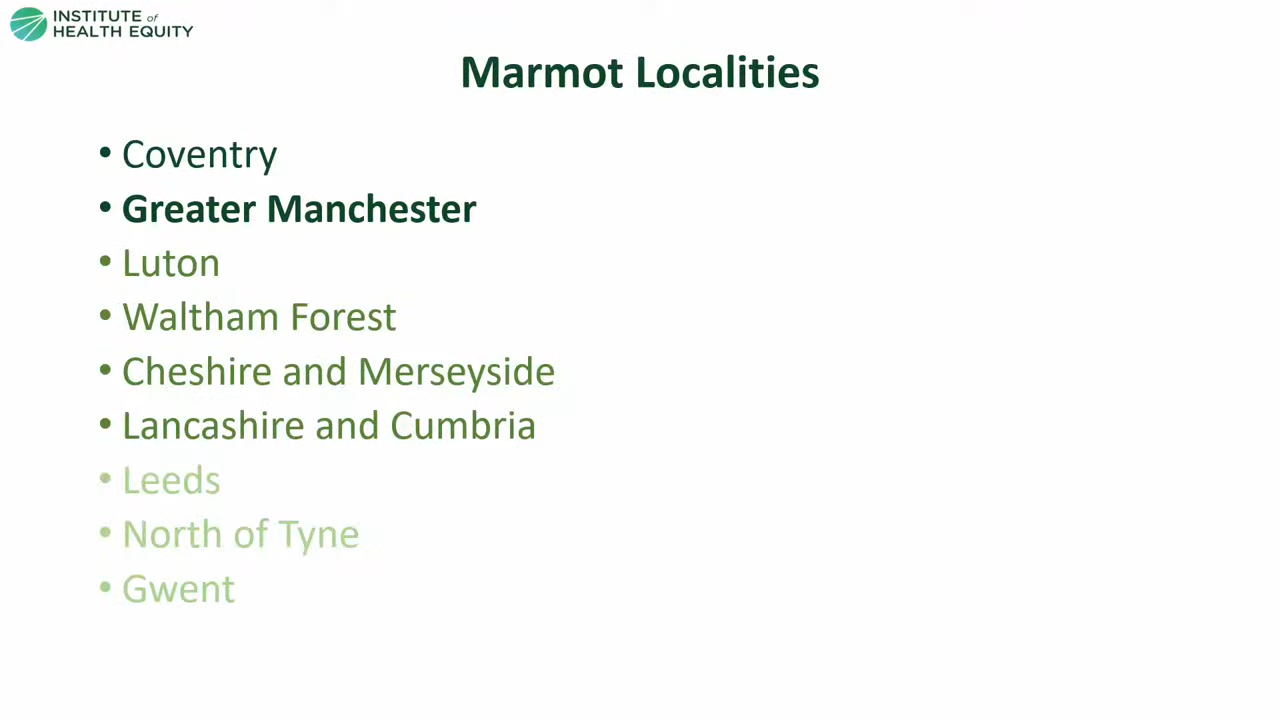 INSTITUTE of
HEALTH EQUITY
Marmot Localities
• Coventry
• Greater Manchester
• Luton
• Waltham Forest
• Cheshire and Merseyside
• Lancashire and Cumbria
• Leeds
• North of Tyne
• Gwent